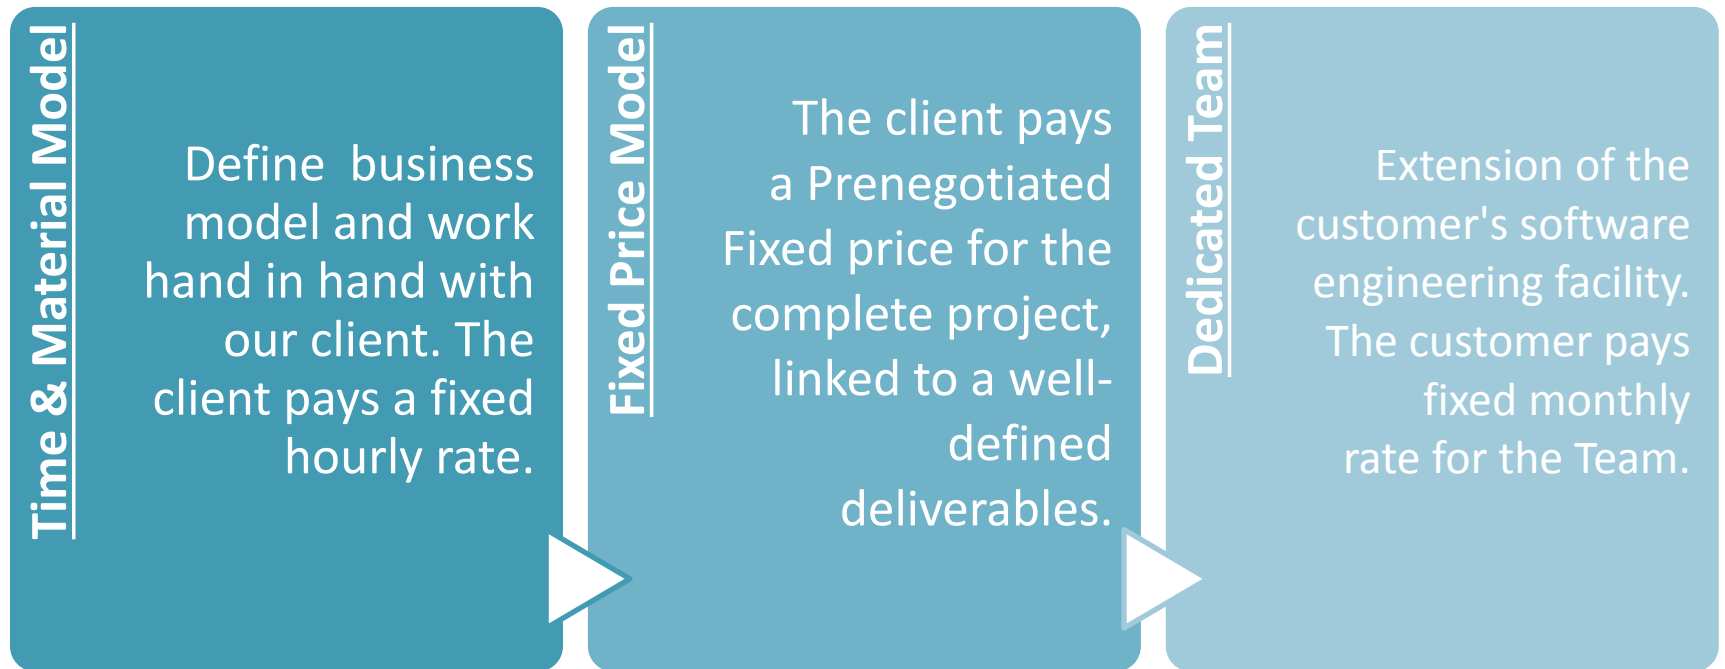 Time & Material Model
Define  business
model and work
hand in hand with
our client. The
client pays a fixed
hourly rate.
Fixed Price Model
The client pays
a Prenegotiated
Fixed price for the
complete project,
linked to a well-
defined
deliverables.
Dedicated Team
Extension of the
customer's software
engineering facility.
The customer pays
fixed monthly
rate for the Team.